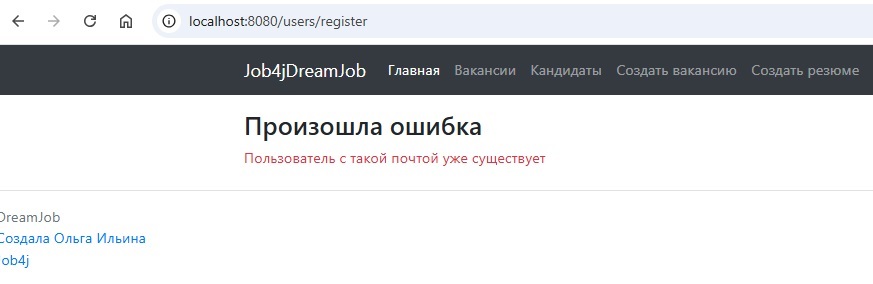 localhost:8080/users/register
Job4jDreamJob Главная Вакансии Кандидаты Создать вакансию Создать резюме
Произошла ошибка
Пользователь с такой почтой уже существует
DreamJob
Создала Ольга Ильина
job4j